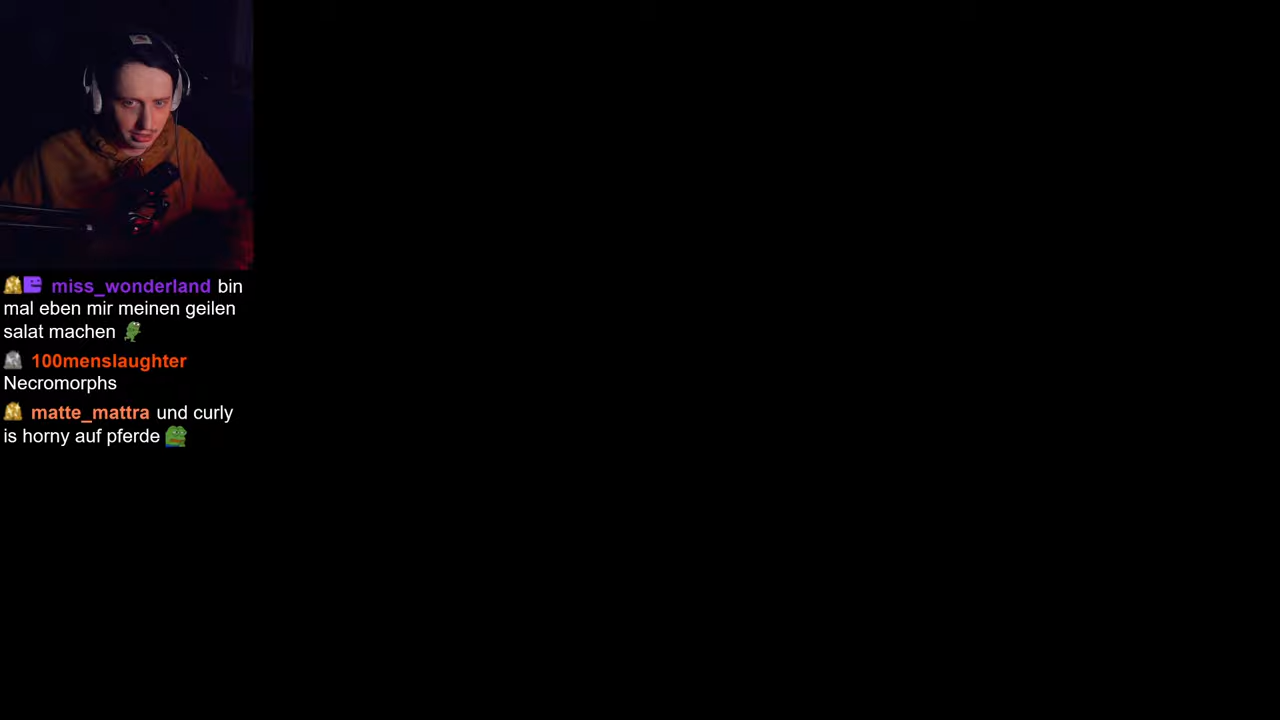 miss_wonderland bin
mal eben mir meinen geilen
salat machen
100menslaughter
Necromorphs
matte_mattra und curly
is horny auf pferde